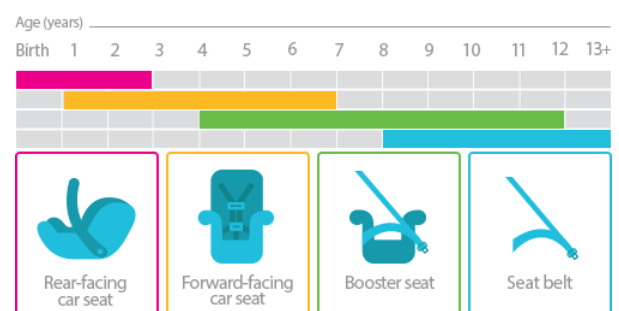 Age (years)
Birth 1 2 3 4 5 6 7 8 9 10 11 12 13+
Rear-facing
car seat
Forward-facing
car seat
Booster seat
Seat belt